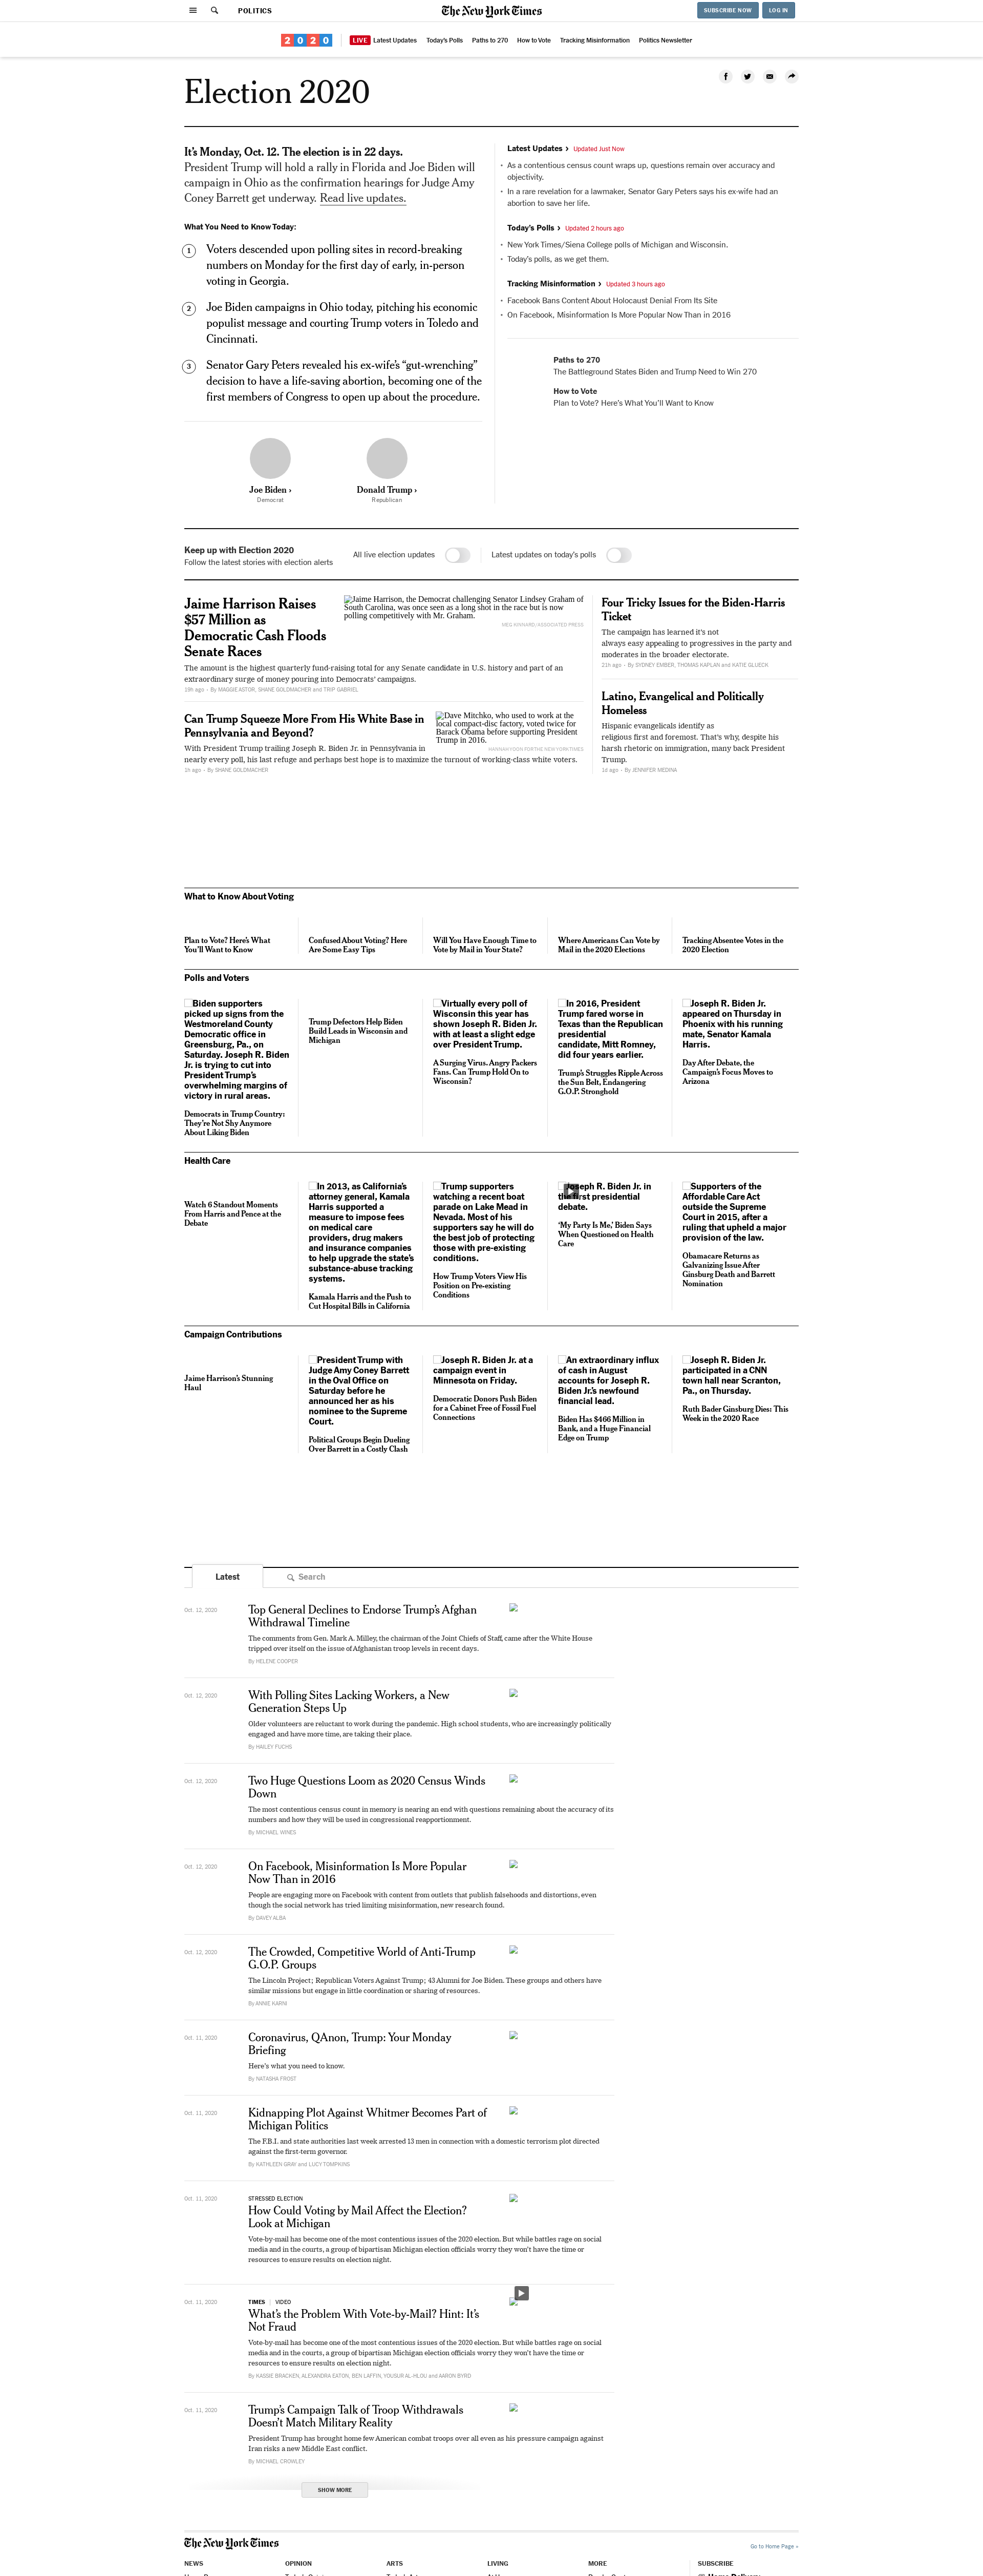 POLITICS
The New York Times
SUBSCRIBE NOW
LOG IN
2020
LIVE Latest Updates
Today's Polls
Paths to 270
How to Vote
Tracking Misinformation
Politics Newsletter
Election 2020
It's Monday, Oct. 12. The election is in 22 days.
President Trump will hold a rally in Florida and Joe Biden will
campaign in Ohio as the confirmation hearings for Judge Amy
Coney Barrett get underway. Read live updates.
What You Need to Know Today:
1
Voters descended upon polling sites in record-breaking
numbers on Monday for the first day of early, in-person
voting in Georgia.
2
Joe Biden campaigns in Ohio today, pitching his economic
populist message and courting Trump voters in Toledo and
Cincinnati.
3
Senator Gary Peters revealed his ex-wife's “gut-wrenching”
decision to have a life-saving abortion, becoming one of the
first members of Congress to open up about the procedure.
Joe Biden ›
Democrat
Donald Trump ›
Republican
Latest Updates › Updated Just Now
• As a contentious census count wraps up, questions remain over accuracy and
objectivity.
• In a rare revelation for a lawmaker, Senator Gary Peters says his ex-wife had an
abortion to save her life.
Today's Polls › Updated 2 hours ago
• New York Times/Siena College polls of Michigan and Wisconsin.
• Today's polls, as we get them.
Tracking Misinformation › Updated 3 hours ago
• Facebook Bans Content About Holocaust Denial From Its Site
• On Facebook, Misinformation Is More Popular Now Than in 2016
Paths to 270
The Battleground States Biden and Trump Need to Win 270
How to Vote
Plan to Vote? Here's What You'll Want to Know
Keep up with Election 2020
Follow the latest stories with election alerts
All live election updates
Latest updates on today's polls
Jaime Harrison Raises
$57 Million as
Democratic Cash Floods
Senate Races
Jaime Harrison, the Democrat challenging Senator Lindsey Graham of
South Carolina, was once seen as a long shot in the race but is now
polling competitively with Mr. Graham.
MEG KINNARD/ASSOCIATED PRESS
The amount is the highest quarterly fund-raising total for any Senate candidate in U.S. history and part of an
extraordinary surge of money pouring into Democrats' campaigns.
19h ago • By MAGGIE ASTOR, SHANE GOLDMACHER and TRIP GABRIEL
Can Trump Squeeze More From His White Base in
Pennsylvania and Beyond?
Dave Mitchko, who used to work at the
local compact-disc factory, voted twice for
Barack Obama before supporting President
Trump in 2016.
HANNAH YOON FOR THE NEW YORK TIMES
With President Trump trailing Joseph R. Biden Jr. in Pennsylvania in
nearly every poll, his last refuge and perhaps best hope is to maximize the turnout of working-class white voters.
1h ago • By SHANE GOLDMACHER
Four Tricky Issues for the Biden-Harris
Ticket
The campaign has learned it's not
always easy appealing to progressives in the party and
moderates in the broader electorate.
21h ago • By SYDNEY EMBER, THOMAS KAPLAN and KATIE GLUECK
Latino, Evangelical and Politically
Homeless
Hispanic evangelicals identify as
religious first and foremost. That's why, despite his
harsh rhetoric on immigration, many back President
Trump.
1d ago • By JENNIFER MEDINA
What to Know About Voting
Plan to Vote? Here's What
You'll Want to Know
Confused About Voting? Here
Are Some Easy Tips
Will You Have Enough Time to
Vote by Mail in Your State?
Where Americans Can Vote by
Mail in the 2020 Elections
Tracking Absentee Votes in the
2020 Election
Polls and Voters
Biden supporters
picked up signs from the
Westmoreland County
Democratic office in
Greensburg, Pa., on
Saturday. Joseph R. Biden
Jr. is trying to cut into
President Trump's
overwhelming margins of
victory in rural areas.
Democrats in Trump Country:
They're Not Shy Anymore
About Liking Biden
Trump Defectors Help Biden
Build Leads in Wisconsin and
Michigan
Virtually every poll of
Wisconsin this year has
shown Joseph R. Biden Jr.
with at least a slight edge
over President Trump.
A Surging Virus. Angry Packers
Fans. Can Trump Hold On to
Wisconsin?
In 2016, President
Trump fared worse in
Texas than the Republican
presidential
candidate, Mitt Romney,
did four years earlier.
Trump's Struggles Ripple Across
the Sun Belt, Endangering
G.O.P. Stronghold
Joseph R. Biden Jr.
appeared on Thursday in
Phoenix with his running
mate, Senator Kamala
Harris.
Day After Debate, the
Campaign's Focus Moves to
Arizona
Health Care
Watch 6 Standout Moments
From Harris and Pence at the
Debate
In 2013, as California's
attorney general, Kamala
Harris supported a
measure to impose fees
on medical care
providers, drug makers
and insurance companies
to help upgrade the state's
substance-abuse tracking
systems.
Kamala Harris and the Push to
Cut Hospital Bills in California
Trump supporters
watching a recent boat
parade on Lake Mead in
Nevada. Most of his
supporters say he will do
the best job of protecting
those with pre-existing
conditions.
How Trump Voters View His
Position on Pre-existing
Conditions
Joseph R. Biden Jr. in
the first presidential
debate.
‘My Party Is Me,’ Biden Says
When Questioned on Health
Care
Supporters of the
Affordable Care Act
outside the Supreme
Court in 2015, after a
ruling that upheld a major
provision of the law.
Obamacare Returns as
Galvanizing Issue After
Ginsburg Death and Barrett
Nomination
Campaign Contributions
Jaime Harrison's Stunning
Haul
President Trump with
Judge Amy Coney Barrett
in the Oval Office on
Saturday before he
announced her as his
nominee to the Supreme
Court.
Political Groups Begin Dueling
Over Barrett in a Costly Clash
Joseph R. Biden Jr. at a
campaign event in
Minnesota on Friday.
Democratic Donors Push Biden
for a Cabinet Free of Fossil Fuel
Connections
An extraordinary influx
of cash in August
accounts for Joseph R.
Biden Jr.'s newfound
financial lead.
Biden Has $466 Million in
Bank, and a Huge Financial
Edge on Trump
Joseph R. Biden Jr.
participated in a CNN
town hall near Scranton,
Pa., on Thursday.
Ruth Bader Ginsburg Dies: This
Week in the 2020 Race
Latest
Search
Oct. 12, 2020
Top General Declines to Endorse Trump's Afghan
Withdrawal Timeline
The comments from Gen. Mark A. Milley, the chairman of the Joint Chiefs of Staff, came after the White House
tripped over itself on the issue of Afghanistan troop levels in recent days.
By HELENE COOPER
Oct. 12, 2020
With Polling Sites Lacking Workers, a New
Generation Steps Up
Older volunteers are reluctant to work during the pandemic. High school students, who are increasingly politically
engaged and have more time, are taking their place.
By HAILEY FUCHS
Oct. 12, 2020
Two Huge Questions Loom as 2020 Census Winds
Down
The most contentious census count in memory is nearing an end with questions remaining about the accuracy of its
numbers and how they will be used in congressional reapportionment.
By MICHAEL WINES
Oct. 12, 2020
On Facebook, Misinformation Is More Popular
Now Than in 2016
People are engaging more on Facebook with content from outlets that publish falsehoods and distortions, even
though the social network has tried limiting misinformation, new research found.
By DAVEY ALBA
Oct. 12, 2020
The Crowded, Competitive World of Anti-Trump
G.O.P. Groups
The Lincoln Project; Republican Voters Against Trump; 43 Alumni for Joe Biden. These groups and others have
similar missions but engage in little coordination or sharing of resources.
By ANNIE KARNI
Oct. 11, 2020
Coronavirus, QAnon, Trump: Your Monday
Briefing
Here's what you need to know.
By NATASHA FROST
Oct. 11, 2020
Kidnapping Plot Against Whitmer Becomes Part of
Michigan Politics
The F.B.I. and state authorities last week arrested 13 men in connection with a domestic terrorism plot directed
against the first-term governor.
By KATHLEEN GRAY and LUCY TOMPKINS
Oct. 11, 2020
STRESSED ELECTION
How Could Voting by Mail Affect the Election?
Look at Michigan
Vote-by-mail has become one of the most contentious issues of the 2020 election. But while battles rage on social
media and in the courts, a group of bipartisan Michigan election officials worry they won't have the time or
resources to ensure results on election night.
Oct. 11, 2020
TIMES | VIDEO
What's the Problem With Vote-by-Mail? Hint: It's
Not Fraud
Vote-by-mail has become one of the most contentious issues of the 2020 election. But while battles rage on social
media and in the courts, a group of bipartisan Michigan election officials worry they won't have the time or
resources to ensure results on election night.
By KASSIE BRACKEN, ALEXANDRA EATON, BEN LAFFIN, YOUSUR AL-HLOU and AARON BYRD
Oct. 11, 2020
Trump's Campaign Talk of Troop Withdrawals
Doesn't Match Military Reality
President Trump has brought home few American combat troops over all even as his pressure campaign against
Iran risks a new Middle East conflict.
By MICHAEL CROWLEY
SHOW MORE
The New York Times
Go to Home Page »
NEWS
OPINION
ARTS
LIVING
MORE
SUBSCRIBE